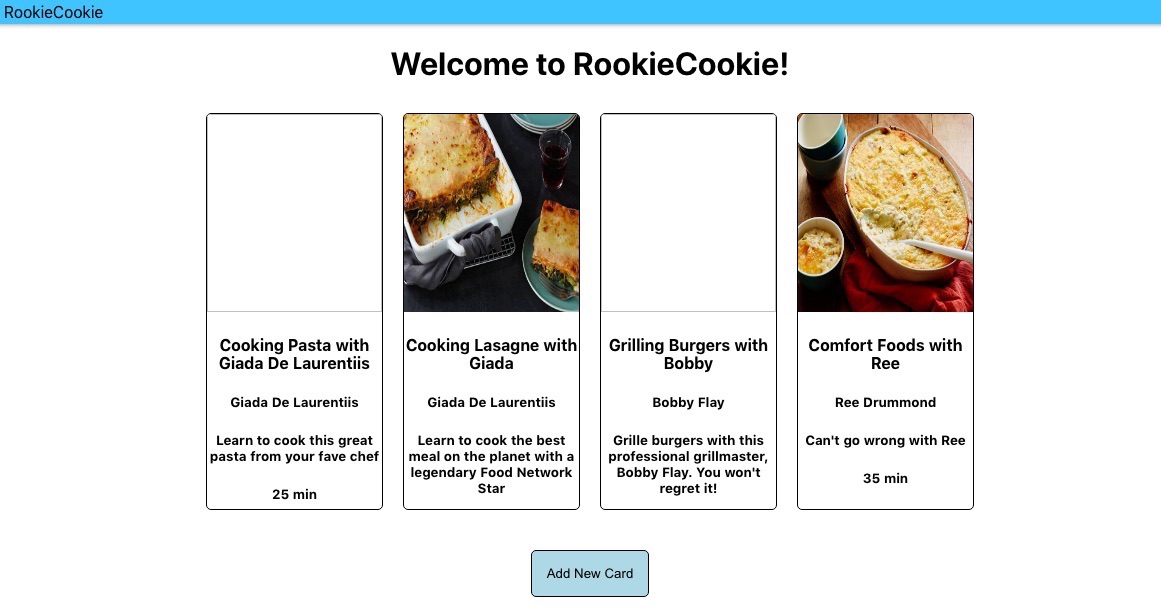 RookieCookie
Welcome to RookieCookie!
Cooking Pasta with
Giada De Laurentiis
Giada De Laurentiis
Learn to cook this great
pasta from your fave chef
25 min
Cooking Lasagne with
Giada
Giada De Laurentiis
Learn to cook the best
meal on the planet with a
legendary Food Network
Star
Grilling Burgers with
Bobby
Bobby Flay
Grille burgers with this
professional grillmaster,
Bobby Flay. You won't
regret it!
Comfort Foods with
Ree
Ree Drummond
Can't go wrong with Ree
35 min
Add New Card